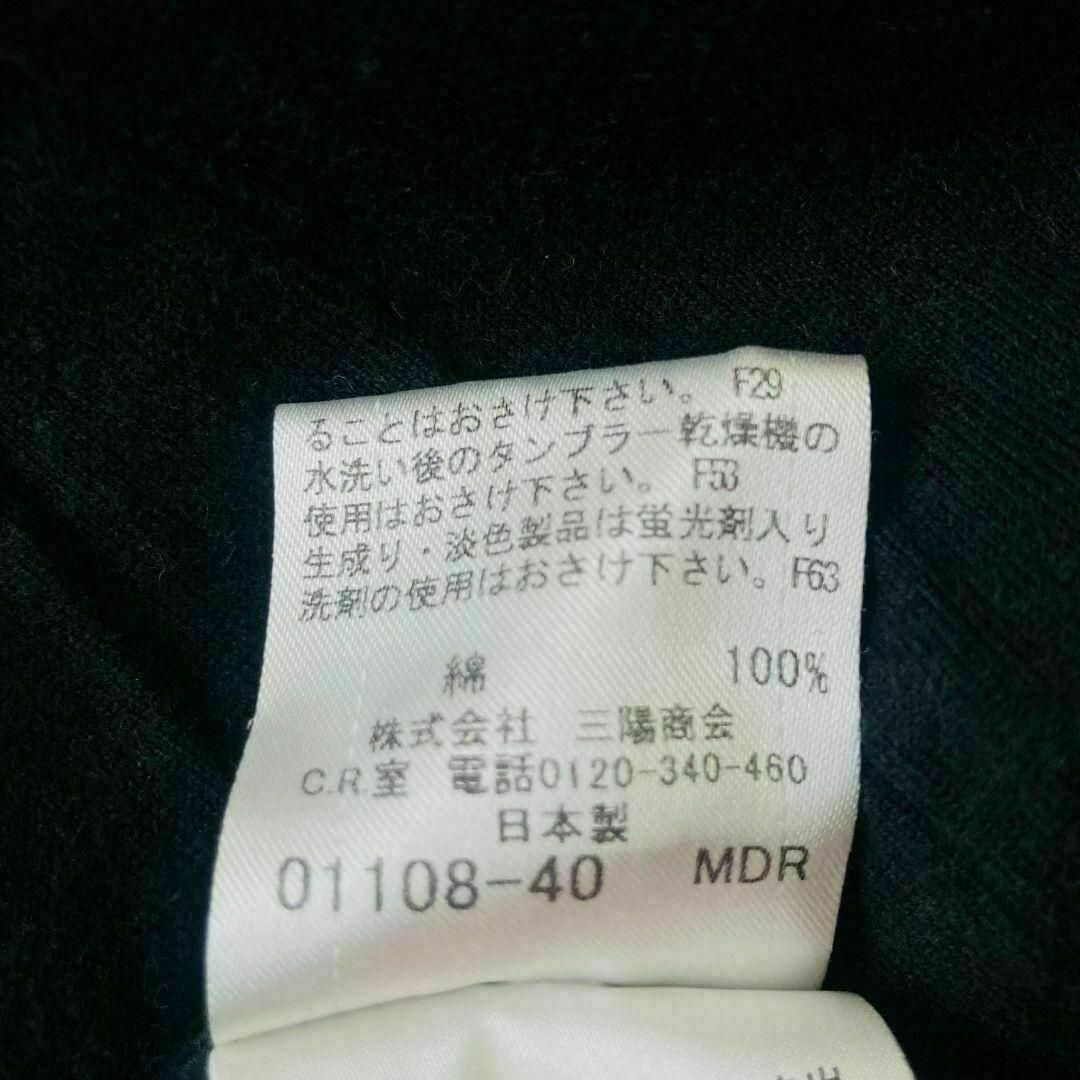 ることはおさけ下さい。 F29
水洗い後のタンブラー乾燥機の
使用はおさけ下さい。 F53
生成り・淡色製品は蛍光剤入り
洗剤の使用はおさけ下さい。F63
綿 100%
株式会社 三陽商会
C.R.室 電話0120-340-460
日本製
01108-40 MDR